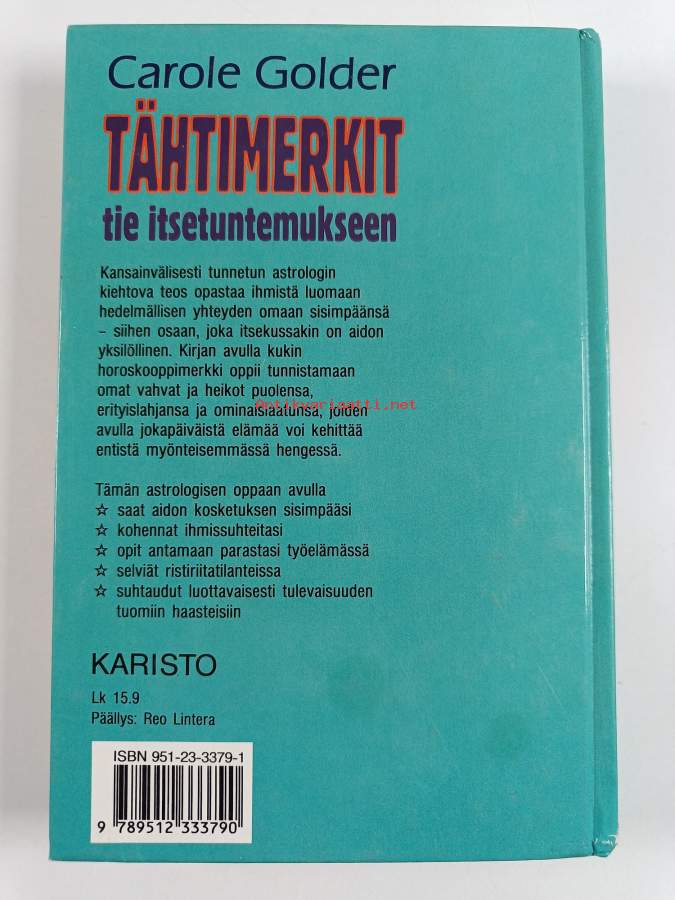 Carole Golder
TÄHTIMERKIT
tie itsetuntemukseen
Kansainvälisesti tunnetun astrologin
kiehtova teos opastaa ihmistä luomaan
hedelmällisen yhteyden omaan sisimpäänsä
– siihen osaan, joka itsekussakin on aidon
yksilöllinen. Kirjan avulla kukin
horoskooppimerkki oppii tunnistamaan
omat vahvat ja heikot puolensa,
Antikvariaatti.net
erityislahjansa ja ominaislaatunsa, joiden
avulla jokapäiväistä elämää voi kehittää
entistä myönteisemmässä hengessä.
Tämän astrologisen oppaan avulla
☆ saat aidon kosketuksen sisimpääsi
☆ kohennat ihmissuhteitasi
☆ opit antamaan parastasi työelämässä
☆ selviät ristiriitatilanteissa
☆ suhtaudut luottavaisesti tulevaisuuden
tuomiin haasteisiin
KARISTO
Lk 15.9
Päällys: Reo Lintera
ISBN 951-23-3379-1
9 789512 333790